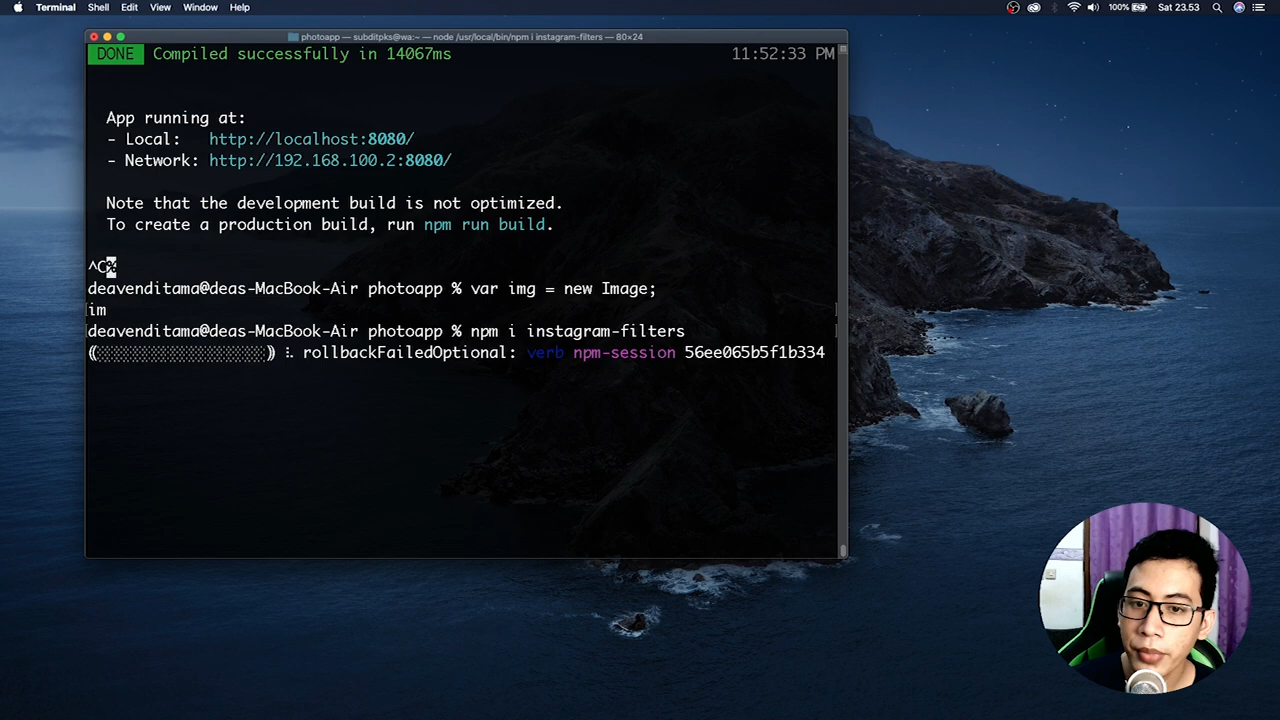 Terminal Shell Edit View Window Help 100% Sat 23.53
photoapp — subditpks@wa:~ — node /usr/local/bin/npm i instagram-filters — 80×24
DONE Compiled successfully in 14067ms 11:52:33 PM
App running at:
- Local: http://localhost:8080/
- Network: http://192.168.100.2:8080/
Note that the development build is not optimized.
To create a production build, run npm run build.
^C%
deavenditama@deas-MacBook-Air photoapp % var img = new Image;
im
deavenditama@deas-MacBook-Air photoapp % npm i instagram-filters
rollbackFailedOptional: verb npm-session 56ee065b5f1b334